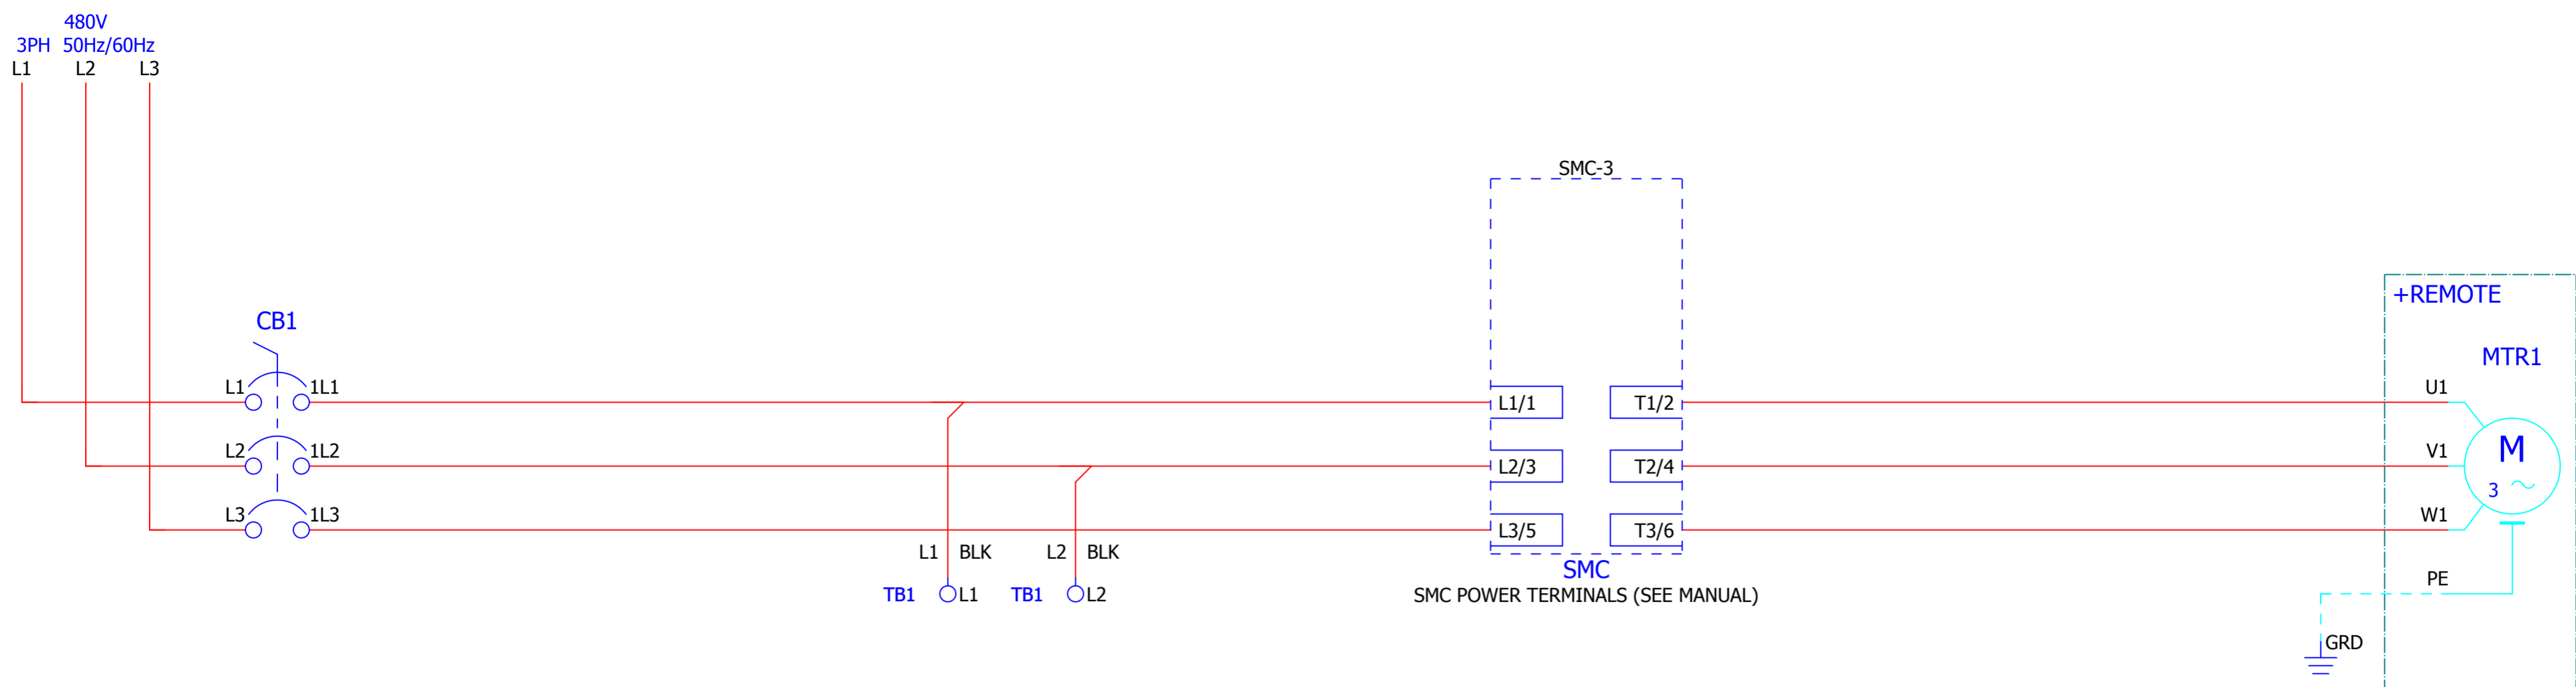 480V
3PH 50Hz/60Hz
L1 L2 L3
SMC-3
+REMOTE
CB1
MTR1
L1 1L1 L1/1 T1/2 U1
L2 1L2 L2/3 T2/4 V1 M
3
L3 1L3 L3/5 T3/6 W1
L1 BLK L2 BLK
SMC
PE
TB1 L1 TB1 L2 SMC POWER TERMINALS (SEE MANUAL)
GRD